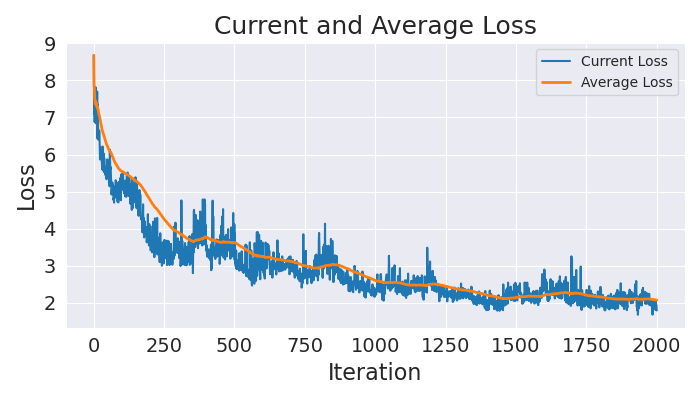 Current and Average Loss
Loss
9
8
7
6
5
4
3
2
Current Loss
Average Loss
0 250 500 750 1000 1250 1500 1750 2000
Iteration